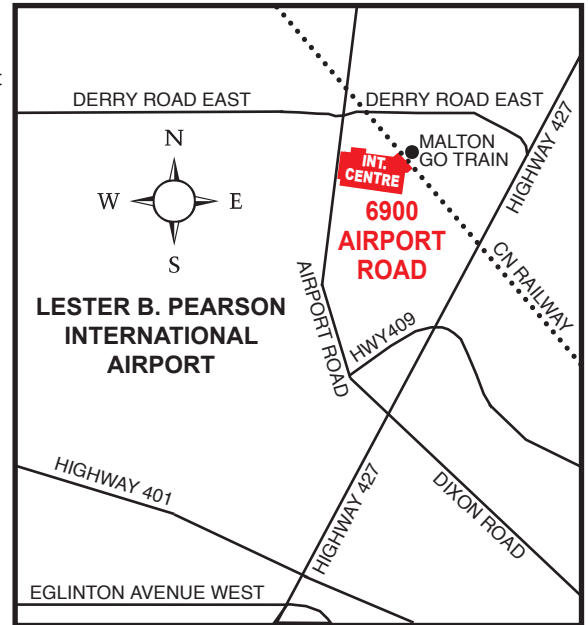 DERRY ROAD EAST
DERRY ROAD EAST
HIGHWAY 427
MALTON
GO TRAIN
INT.
CENTRE
N
W
E
S
6900
AIRPORT
ROAD
CN RAILWAY
LESTER B. PEARSON
INTERNATIONAL
AIRPORT
AIRPORT ROAD
HWY409
HIGHWAY 401
HIGHWAY 427
DIXON ROAD
EGLINTON AVENUE WEST